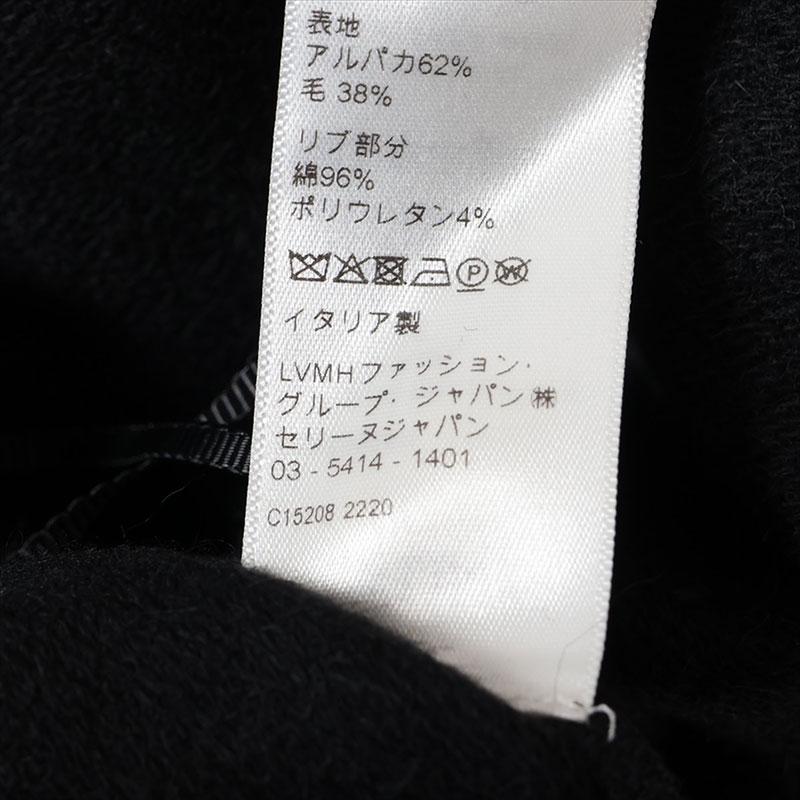 表地
アルパカ62%
毛 38%
リブ部分
綿96%
ポリウレタン4%
P W
イタリア製
LVMHファッション・
グループ・ジャパン㈱
セリーヌジャパン
03 - 5414 - 1401
C15208 2220